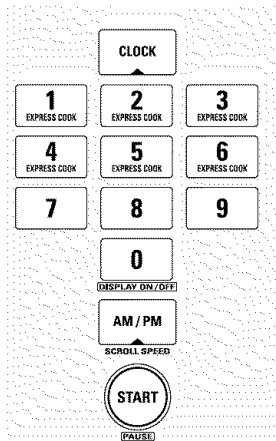 CLOCK
1 2 3
EXPRESS COOK EXPRESS COOK EXPRESS COOK
4 5 6
EXPRESS COOK EXPRESS COOK EXPRESS COOK
7 8 9
0
DISPLAY ON/OFF
AM / PM
SCROLL SPEED
START
PAUSE